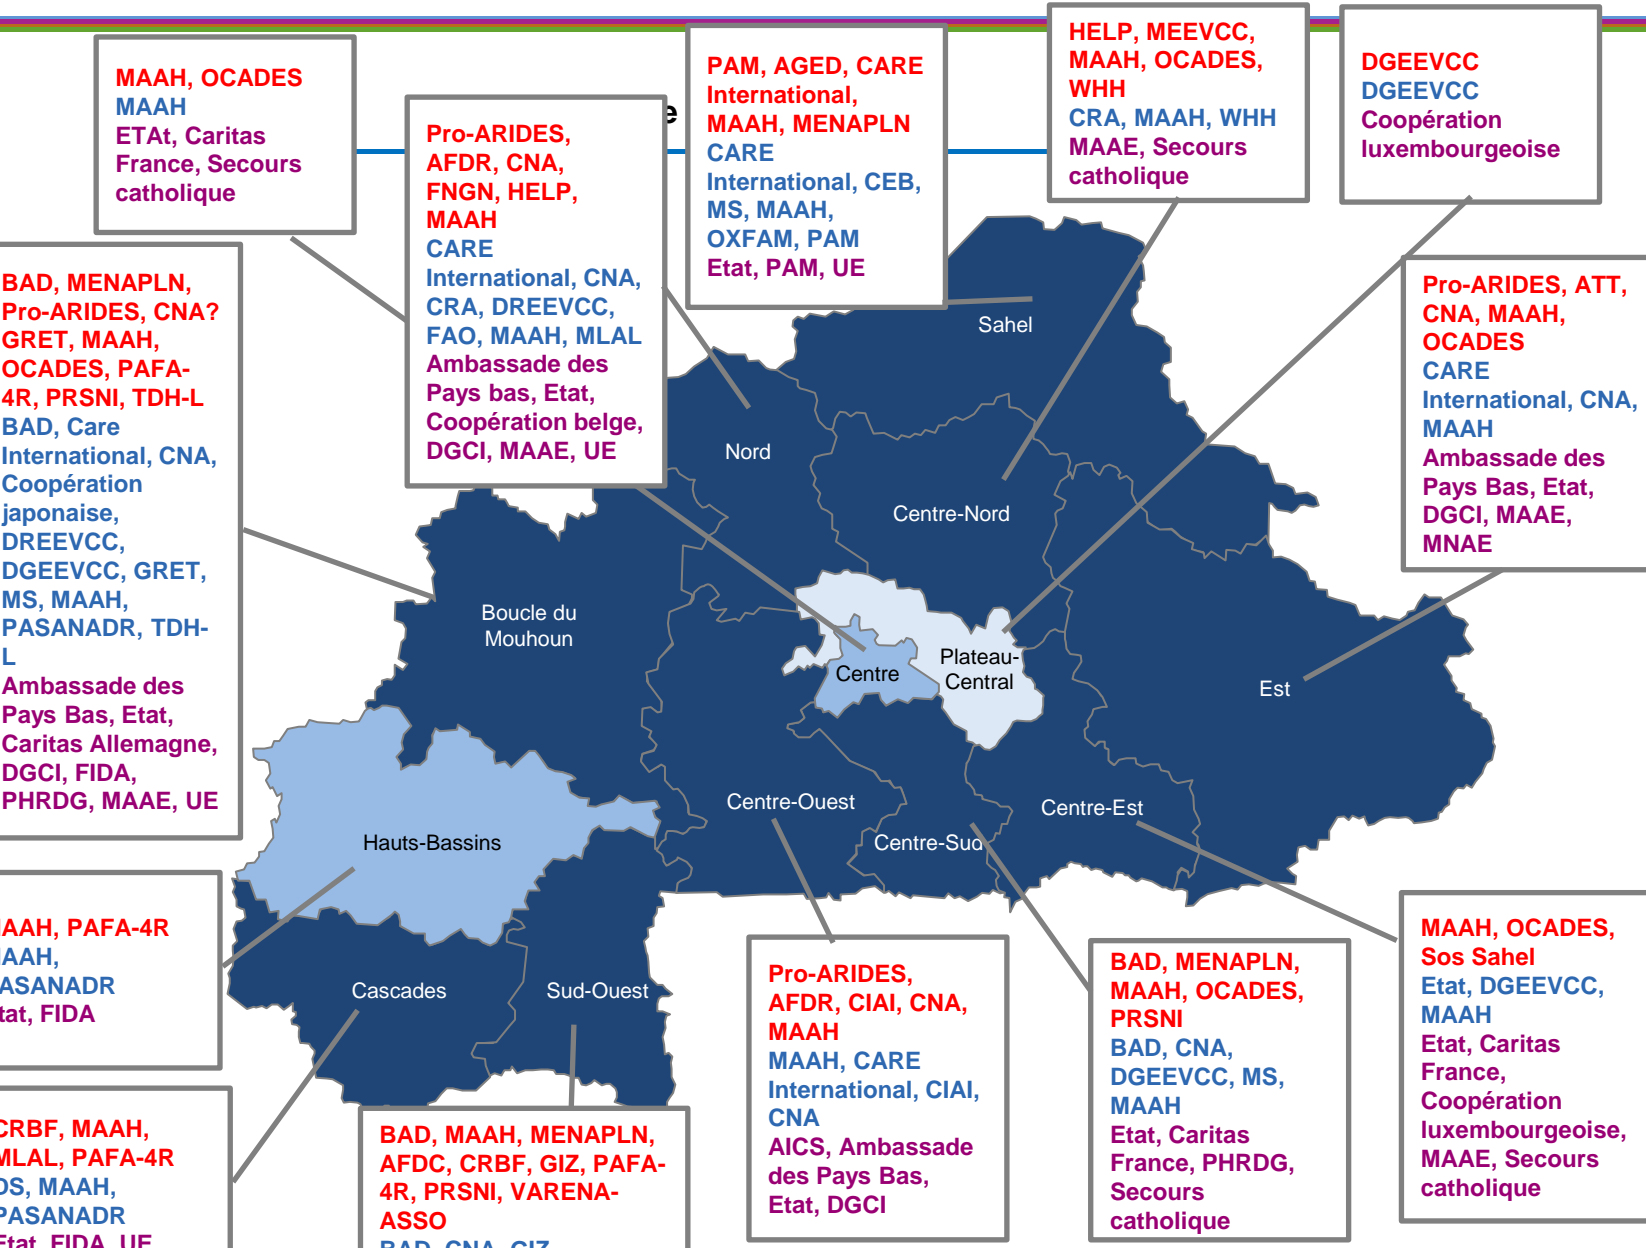 MAAH, OCADES
MAAH
ETAt, Caritas
France, Secours
catholique
e
Pro-ARIDES,
AFDR, CNA,
FNGN, HELP,
MAAH
CARE
International, CNA,
CRA, DREEVCC,
FAO, MAAH, MLAL
Ambassade des
Pays bas, Etat,
Coopération belge,
DGCI, MAAE, UE
PAM, AGED, CARE
International,
MAAH, MENAPLN
CARE
International, CEB,
MS, MAAH,
OXFAM, PAM
Etat, PAM, UE
HELP, MEEVCC,
MAAH, OCADES,
WHH
CRA, MAAH, WHH
MAAE, Secours
catholique
DGEEVCC
DGEEVCC
Coopération
luxembourgeoise
BAD, MENAPLN,
Pro-ARIDES, CNA?
GRET, MAAH,
OCADES, PAFA-
4R, PRSNI, TDH-L
BAD, Care
International, CNA,
Coopération
japonaise,
DREEVCC,
DGEEVCC, GRET,
MS, MAAH,
PASANADR, TDH-
L
Ambassade des
Pays Bas, Etat,
Caritas Allemagne,
DGCI, FIDA,
PHRDG, MAAE, UE
Pro-ARIDES, ATT,
CNA, MAAH,
OCADES
CARE
International, CNA,
MAAH
Ambassade des
Pays Bas, Etat,
DGCI, MAAE,
MNAE
Sahel
Nord
Centre-Nord
Boucle du
Mouhoun
Plateau-
Central
Centre
Est
Centre-Ouest
Centre-Est
Centre-Sud
Hauts-Bassins
Cascades
Sud-Ouest
PAFA-4R
FIDA
CRBF, MAAH,
MLAL, PAFA-4R
MAAH,
PASANADR
Etat, FIDA, UE
BAD, MAAH, MENAPLN,
AFDC, CRBF, GIZ, PAFA-
4R, PRSNI, VARENA-
ASSO
BAD, CNA, GIZ
Pro-ARIDES,
AFDR, CIAI, CNA,
MAAH
MAAH, CARE
International, CIAI,
CNA
AICS, Ambassade
des Pays Bas,
Etat, DGCI
BAD, MENAPLN,
MAAH, OCADES,
PRSNI
BAD, CNA,
DGEEVCC, MS,
MAAH
Etat, Caritas
France, PHRDG,
Secours
catholique
MAAH, OCADES,
Sos Sahel
Etat, DGEEVCC,
MAAH
Etat, Caritas
France,
Coopération
luxembourgeoise,
MAAE, Secours
catholique